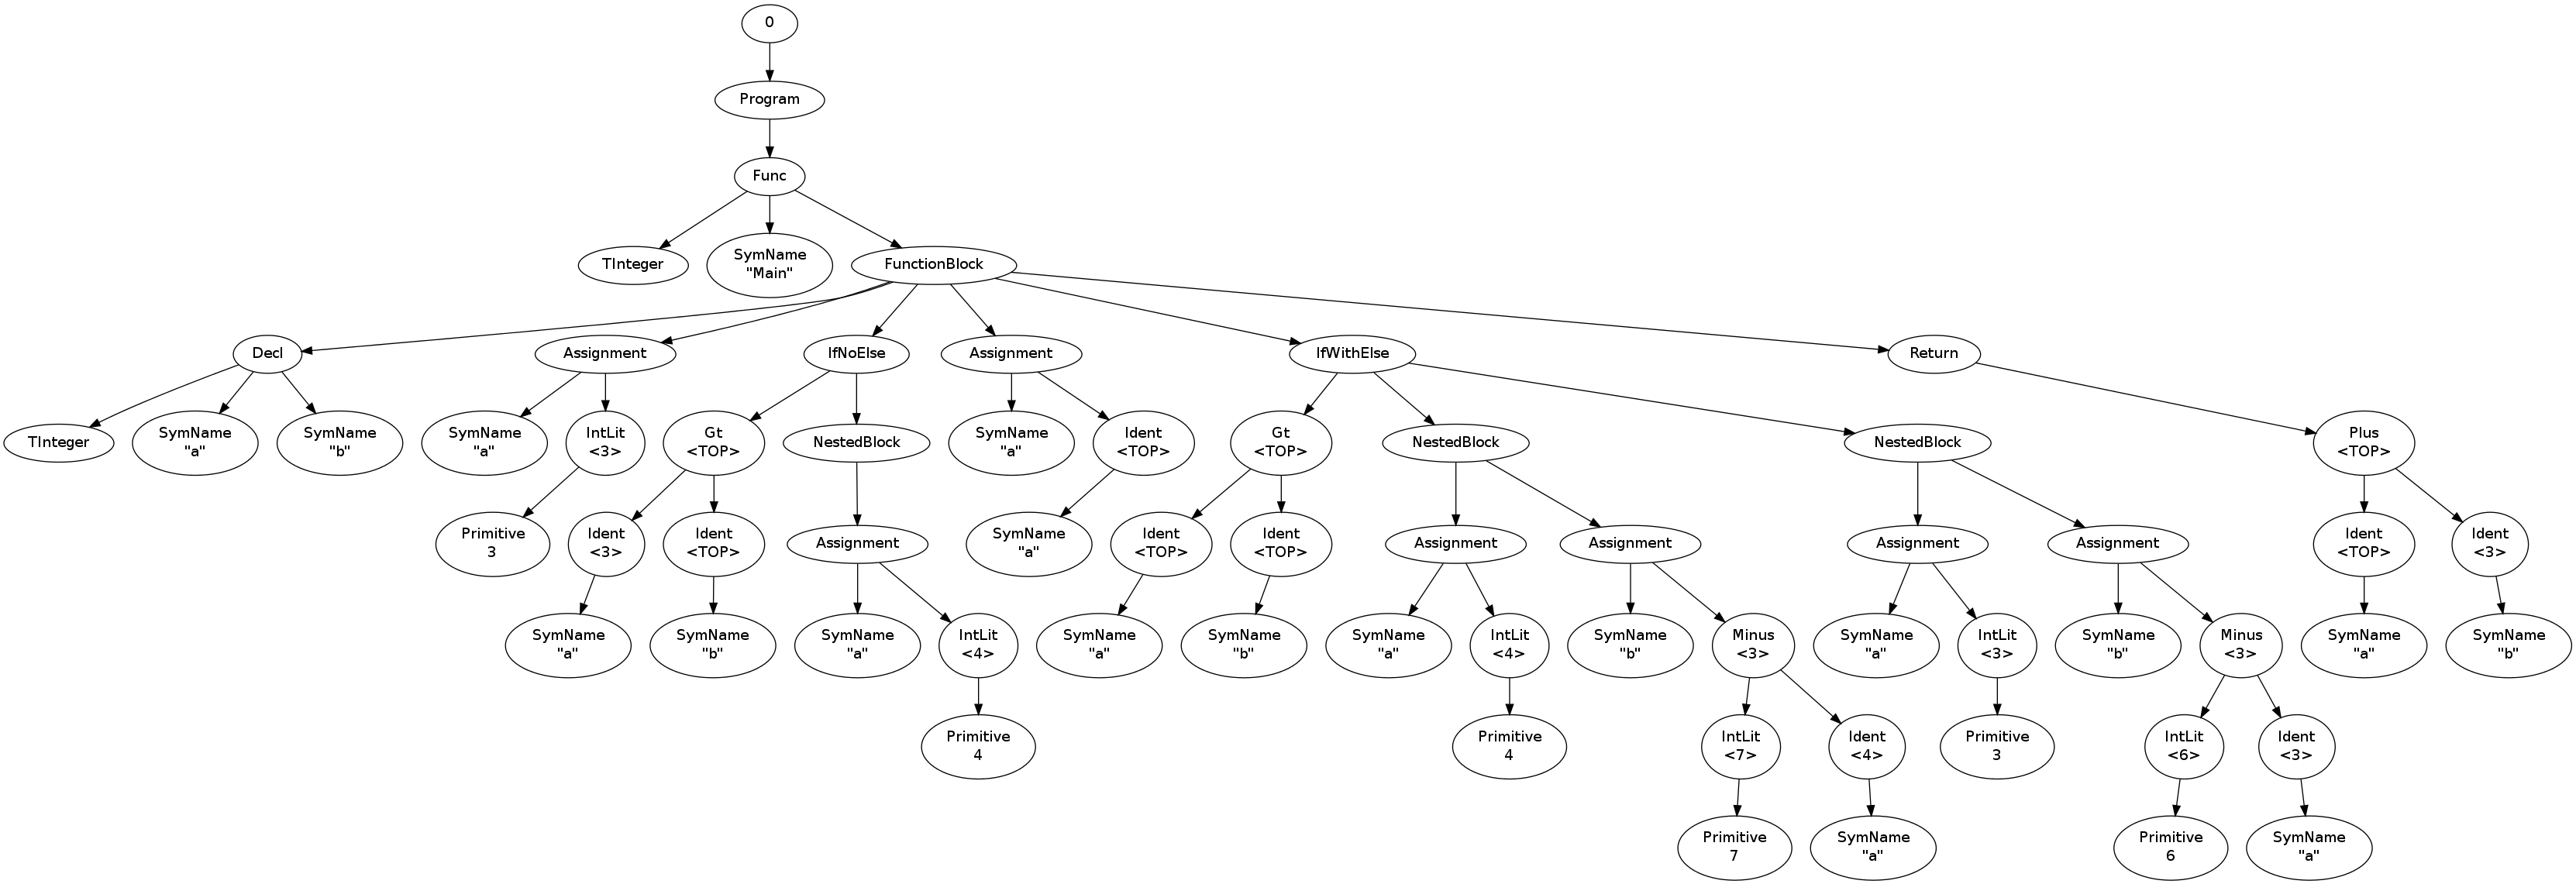 0
Program
Func
TInteger
SymName
"Main"
FunctionBlock
Decl
Assignment
IfNoElse
Assignment
IfWithElse
Return
TInteger
SymName
"a"
SymName
"b"
SymName
"a"
IntLit
<3>
Gt
<TOP>
NestedBlock
SymName
"a"
Ident
<TOP>
Gt
<TOP>
NestedBlock
NestedBlock
Plus
<TOP>
Primitive
3
Ident
<3>
Ident
<TOP>
Assignment
SymName
"a"
Ident
<TOP>
Ident
<TOP>
Assignment
Assignment
Assignment
Assignment
Ident
<TOP>
Ident
<3>
SymName
"a"
SymName
"b"
SymName
"a"
IntLit
<4>
SymName
"a"
SymName
"b"
SymName
"a"
IntLit
<4>
SymName
"b"
Minus
<3>
SymName
"a"
IntLit
<3>
SymName
"b"
Minus
<3>
SymName
"a"
SymName
"b"
Primitive
4
Primitive
4
IntLit
<7>
Ident
<4>
Primitive
3
IntLit
<6>
Ident
<3>
Primitive
7
SymName
"a"
Primitive
6
SymName
"a"